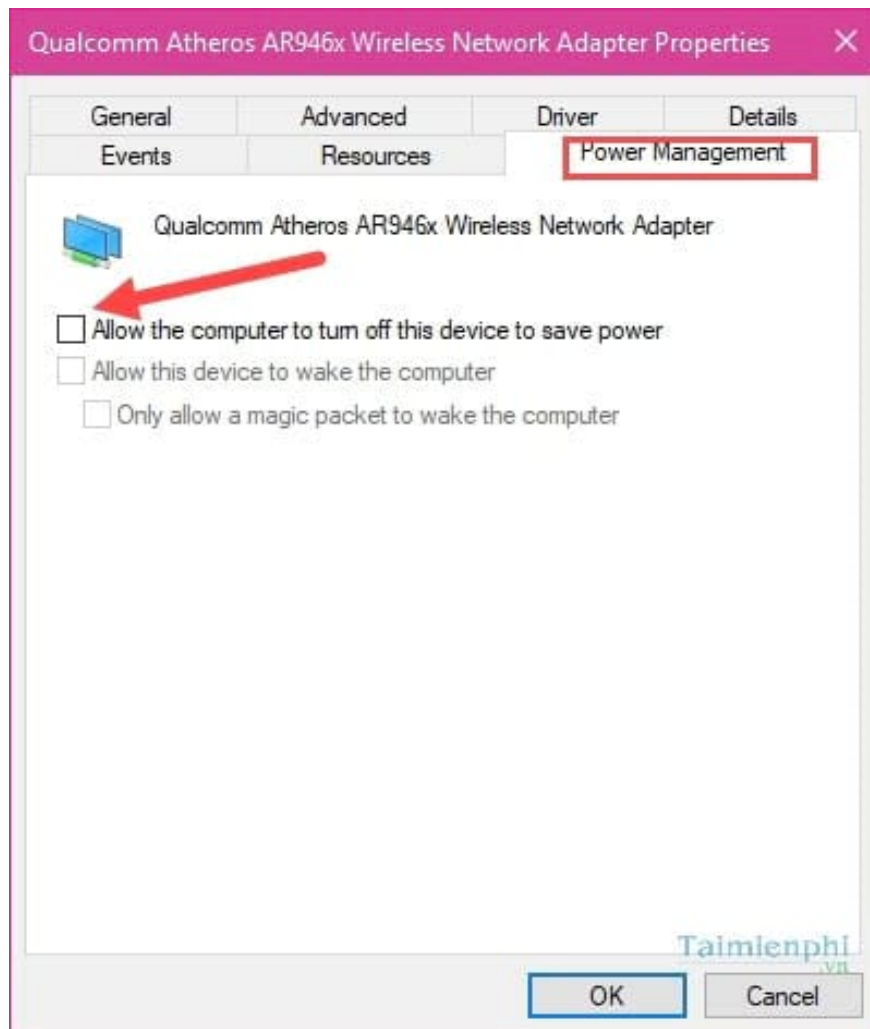 Qualcomm Atheros AR946x Wireless Network Adapter Properties
General Advanced Driver Details
Events Resources Power Management
Qualcomm Atheros AR946x Wireless Network Adapter
Allow the computer to turn off this device to save power
Allow this device to wake the computer
Only allow a magic packet to wake the computer
Taimienphi
.vn
OK Cancel